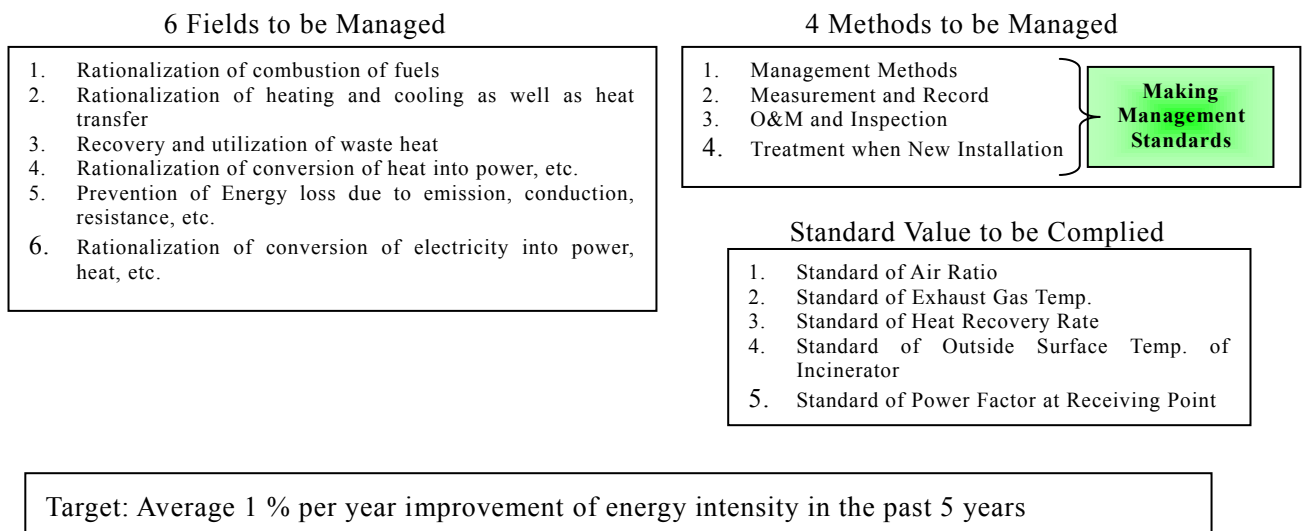 6 Fields to be Managed
1. Rationalization of combustion of fuels
2. Rationalization of heating and cooling as well as heat
transfer
3. Recovery and utilization of waste heat
4. Rationalization of conversion of heat into power, etc.
5. Prevention of Energy loss due to emission, conduction,
resistance, etc.
6. Rationalization of conversion of electricity into power,
heat, etc.
4 Methods to be Managed
1. Management Methods
2. Measurement and Record
3. O&M and Inspection
4. Treatment when New Installation
Making
Management
Standards
Standard Value to be Complied
1. Standard of Air Ratio
2. Standard of Exhaust Gas Temp.
3. Standard of Heat Recovery Rate
4. Standard of Outside Surface Temp. of
Incinerator
5. Standard of Power Factor at Receiving Point
Target: Average 1 % per year improvement of energy intensity in the past 5 years